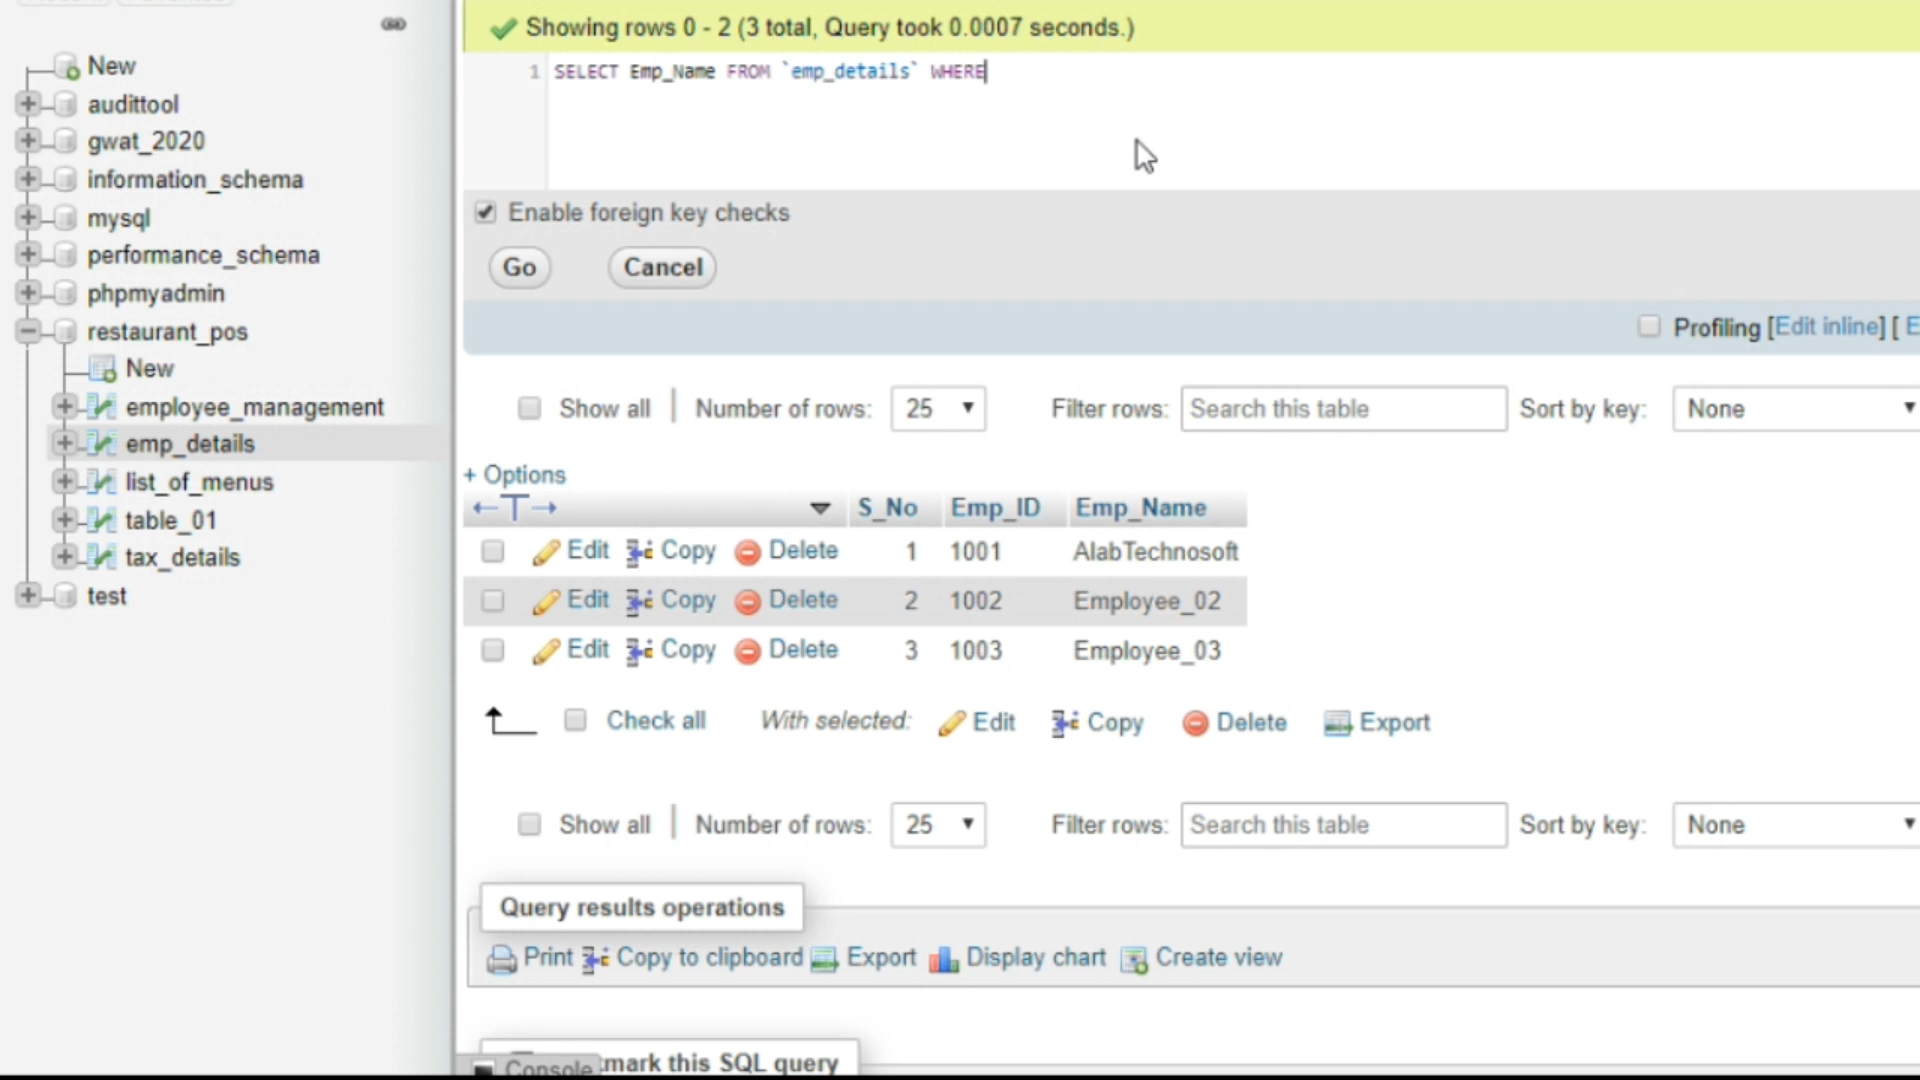 New
audittool
gwat_2020
information_schema
mysql
performance_schema
phpmyadmin
restaurant_pos
New
employee_management
emp_details
list_of_menus
table_01
tax_details
test
Showing rows 0 - 2 (3 total, Query took 0.0007 seconds.)
1 SELECT Emp_Name FROM `emp_details` WHERE
Enable foreign key checks
Go Cancel
Profiling [Edit inline] [ E
Show all Number of rows: 25 Filter rows: Search this table Sort by key: None
+ Options
S_No Emp_ID Emp_Name
Edit Copy Delete 1 1001 AlabTechnosoft
Edit Copy Delete 2 1002 Employee_02
Edit Copy Delete 3 1003 Employee_03
Check all With selected: Edit Copy Delete Export
Show all Number of rows: 25 Filter rows: Search this table Sort by key: None
Query results operations
Print Copy to clipboard Export Display chart Create view
Console mark this SQL query